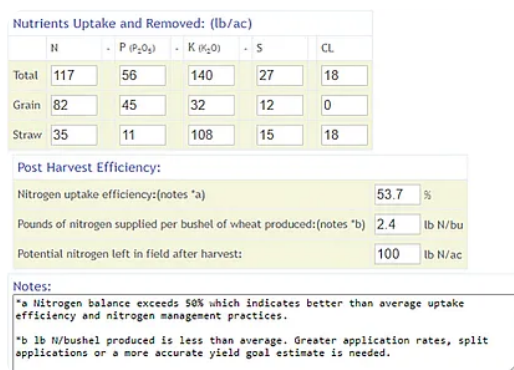 Nutrients Uptake and Removed: (lb/ac)
N - P (P₂O₅) - K (K₂O) - S CL
Total 117 56 140 27 18
Grain 82 45 32 12 0
Straw 35 11 108 15 18
Post Harvest Efficiency:
Nitrogen uptake efficiency:(notes *a) 53.7 %
Pounds of nitrogen supplied per bushel of wheat produced:(notes *b) 2.4 lb N/bu
Potential nitrogen left in field after harvest: 100 lb N/ac
Notes:
*a Nitrogen balance exceeds 50% which indicates better than average uptake
efficiency and nitrogen management practices.
*b lb N/bushel produced is less than average. Greater application rates, split
applications or a more accurate yield goal estimate is needed.